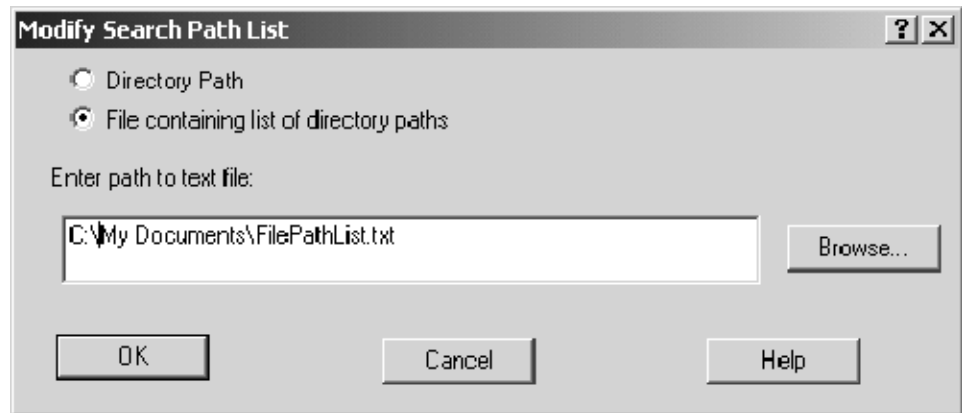 Modify Search Path List
Directory Path
File containing list of directory paths
Enter path to text file:
C:\My Documents\FilePathList.txt
Browse...
OK
Cancel
Help